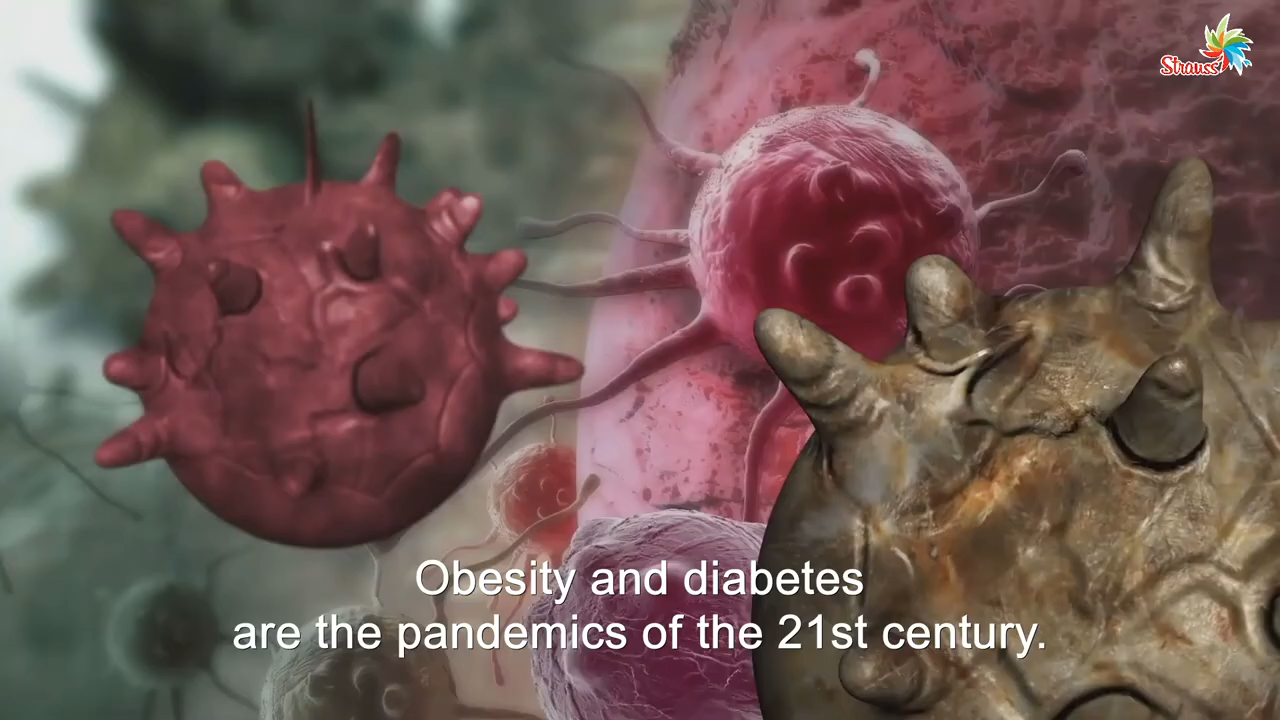 Strauss
Obesity and diabetes
are the pandemics of the 21st century.